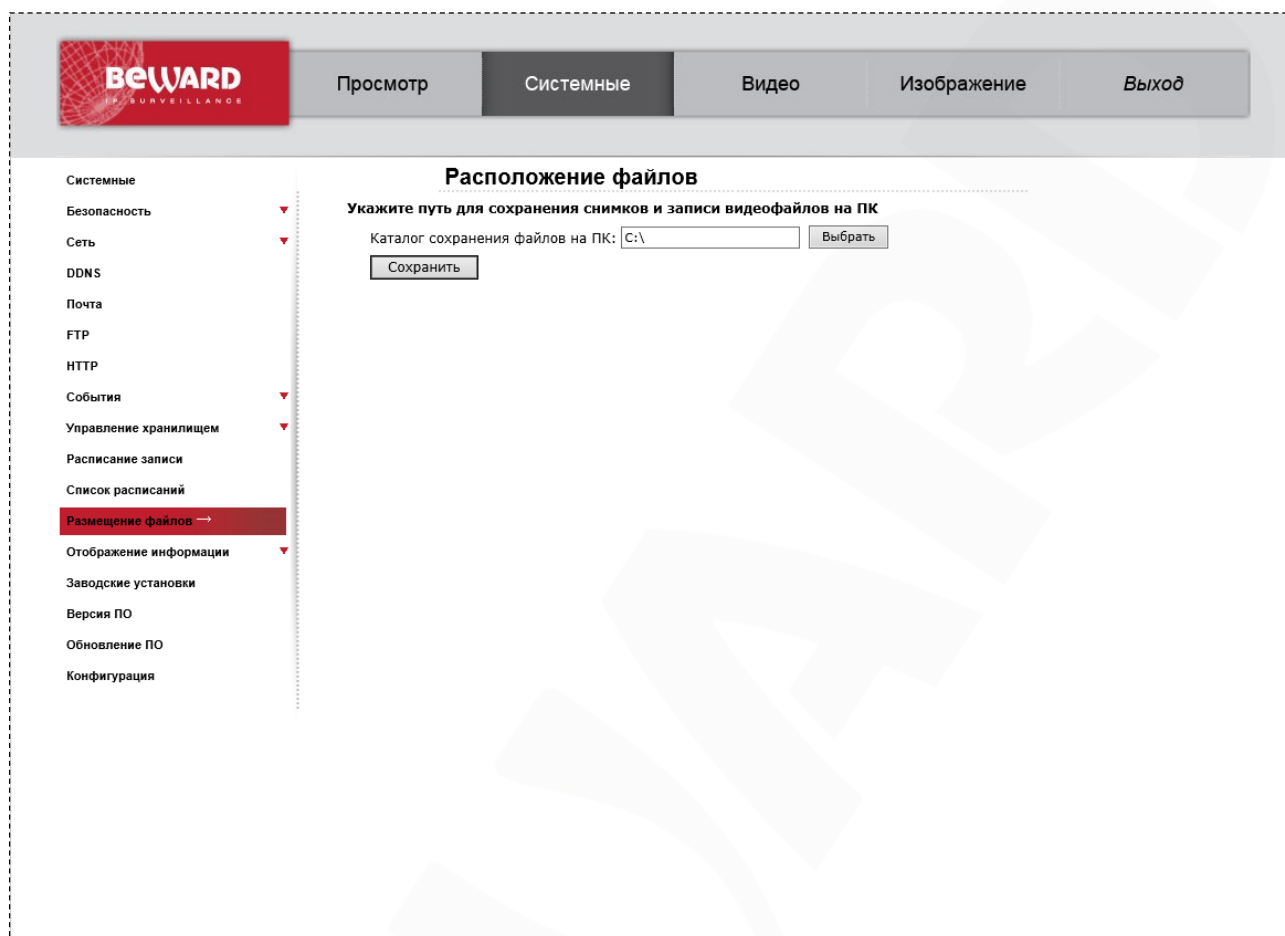 BEWARD
IP SURVEILLANCE
Просмотр
Системные
Видео
Изображение
Выход
Системные
Безопасность
Сеть
DDNS
Почта
FTP
HTTP
События
Управление хранилищем
Расписание записи
Список расписаний
Размещение файлов →
Отображение информации
Заводские установки
Версия ПО
Обновление ПО
Конфигурация
Расположение файлов
Укажите путь для сохранения снимков и записи видеофайлов на ПК
Каталог сохранения файлов на ПК: C:\ Выбрать
Сохранить